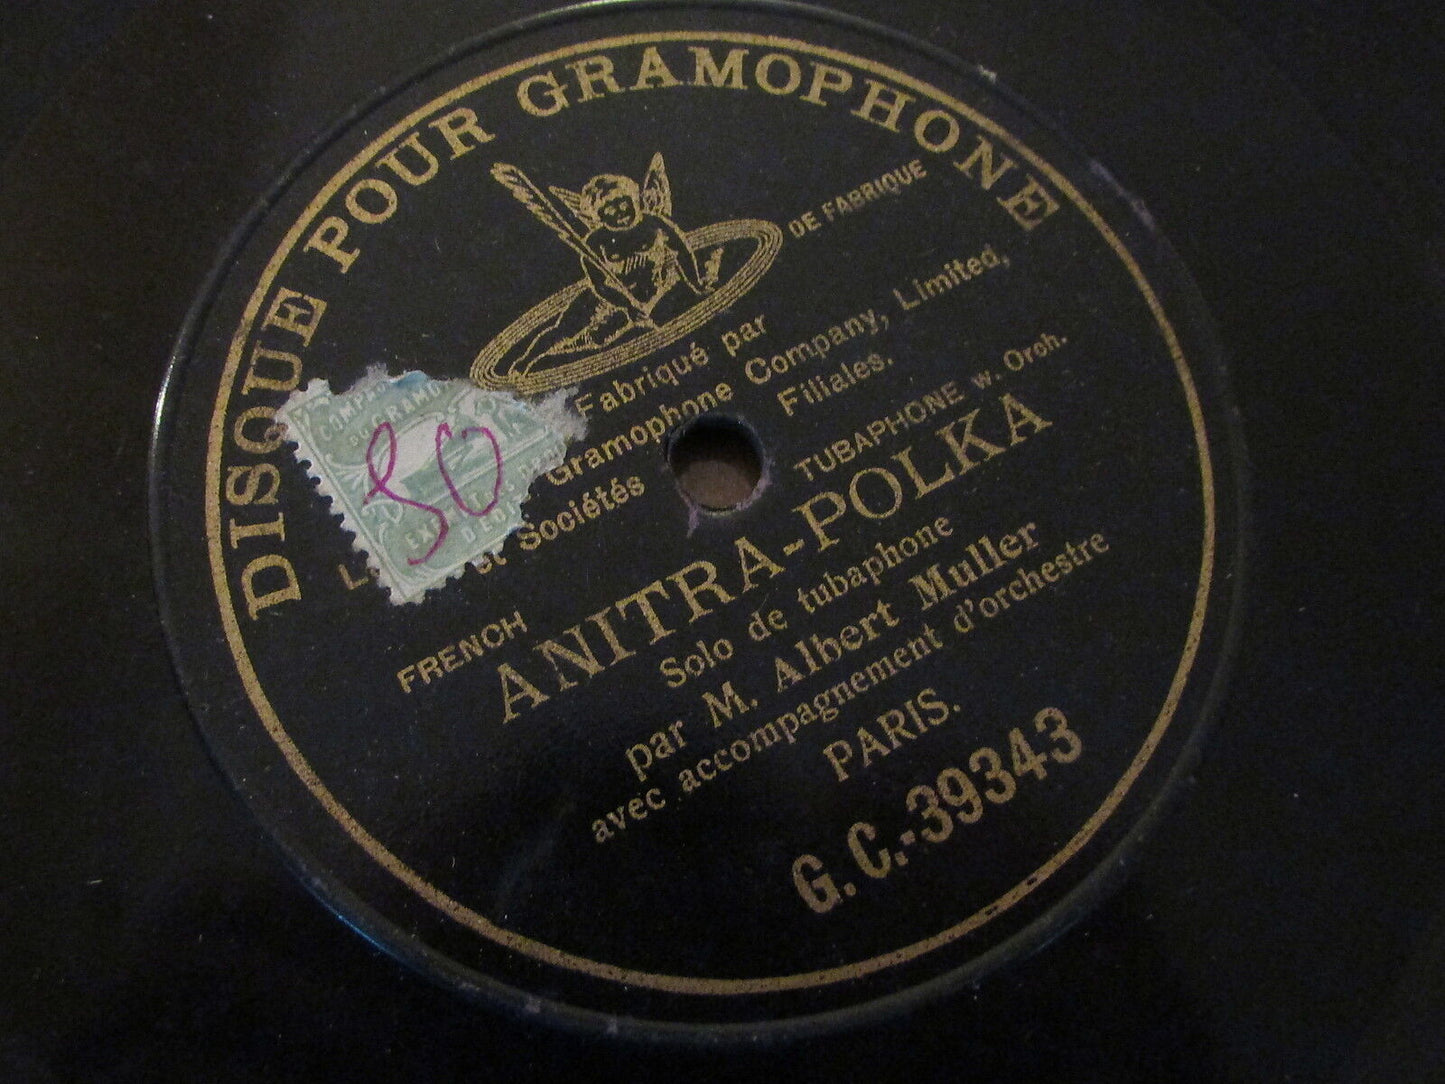 DISQUE POUR GRAMOPHONE
DE FABRIQUE
Fabriqué par
Gramophone Company, Limited,
et Sociétés Filiales.
50
FRENCH TUBAPHONE w. Orch.
ANITRA-POLKA
Solo de tubaphone
par M. Albert Muller
avec accompagnement d'orchestre
PARIS.
G. C.-39343